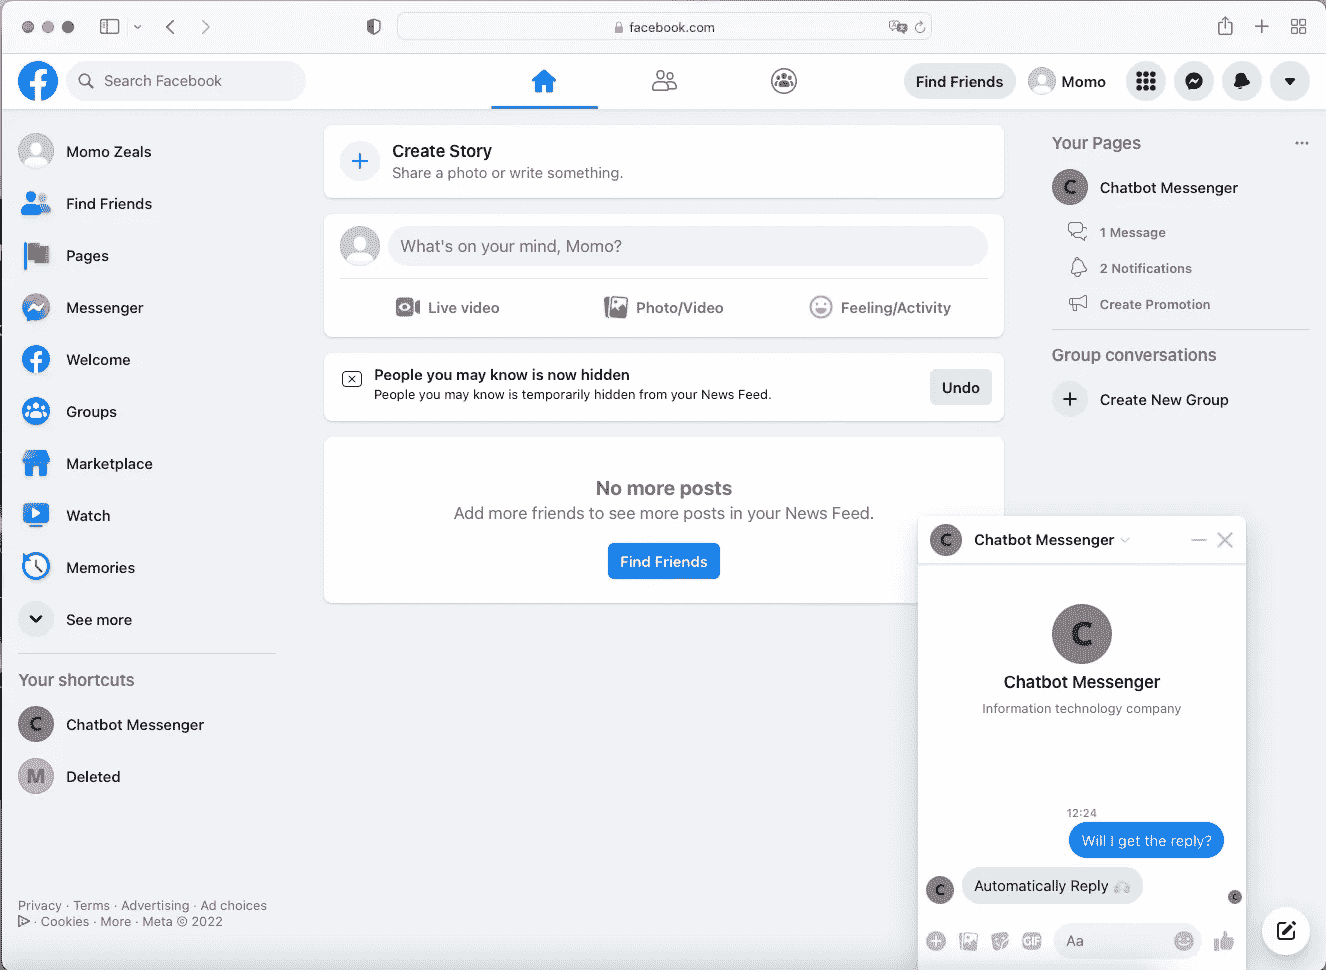 facebook.com
Search Facebook
Find Friends
Momo
Momo Zeals
Find Friends
Pages
Messenger
Welcome
Groups
Marketplace
Watch
Memories
See more
Your shortcuts
C
Chatbot Messenger
M
Deleted
Privacy · Terms · Advertising · Ad choices
· Cookies · More · Meta © 2022
Create Story
Share a photo or write something.
What's on your mind, Momo?
Live video
Photo/Video
Feeling/Activity
People you may know is now hidden
People you may know is temporarily hidden from your News Feed.
Undo
No more posts
Add more friends to see more posts in your News Feed.
Find Friends
Your Pages
C
Chatbot Messenger
1 Message
2 Notifications
Create Promotion
Group conversations
Create New Group
C
Chatbot Messenger
C
Chatbot Messenger
Information technology company
12:24
Will I get the reply?
C
Automatically Reply
C
GIF
Aa